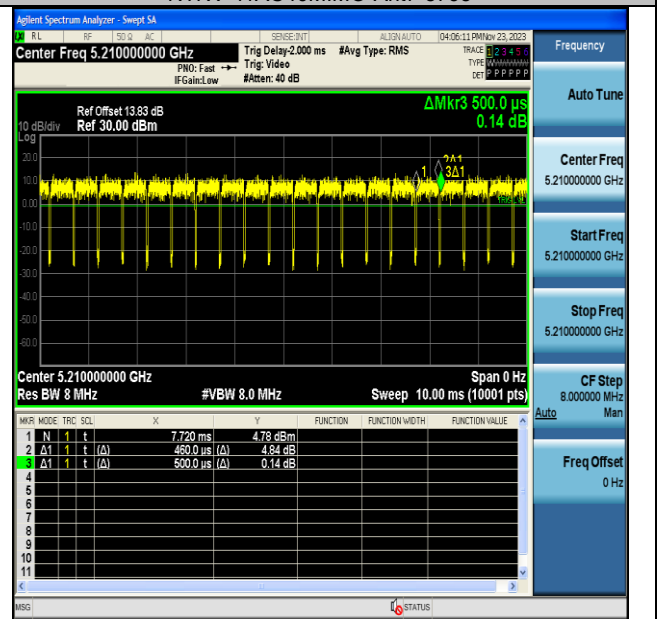 Agilent Spectrum Analyzer - Swept SA
RL RF 50 Ω AC SENSE:INT ALIGN AUTO 04:06:11 PM Nov 23, 2023
Center Freq 5.210000000 GHz
PNO: Fast
IFGain:Low
Trig Delay-2.000 ms
Trig: Video
#Atten: 40 dB
#Avg Type: RMS
TRACE 1 2 3 4 5 6
TYPE
DET P P P P P P
Ref Offset 13.83 dB
Ref 30.00 dBm
10 dB/div
Log
ΔMkr3 500.0 µs
0.14 dB
20.0
10.0
0.00
-10.0
-20.0
-30.0
-40.0
-50.0
-60.0
1
2Δ1
3Δ1
Center 5.210000000 GHz
Span 0 Hz
Res BW 8 MHz
#VBW 8.0 MHz
Sweep 10.00 ms (10001 pts)
MKR MODE TRC SCL X Y FUNCTION FUNCTION WIDTH FUNCTION VALUE
1 N 1 t 7.720 ms 4.78 dBm
2 Δ1 1 t (Δ) 460.0 µs (Δ) 4.84 dB
3 Δ1 1 t (Δ) 500.0 µs (Δ) 0.14 dB
4
5
6
7
8
9
10
11
MSG
STATUS
Frequency
Auto Tune
Center Freq
5.210000000 GHz
Start Freq
5.210000000 GHz
Stop Freq
5.210000000 GHz
CF Step
8.000000 MHz
Auto Man
Freq Offset
0 Hz